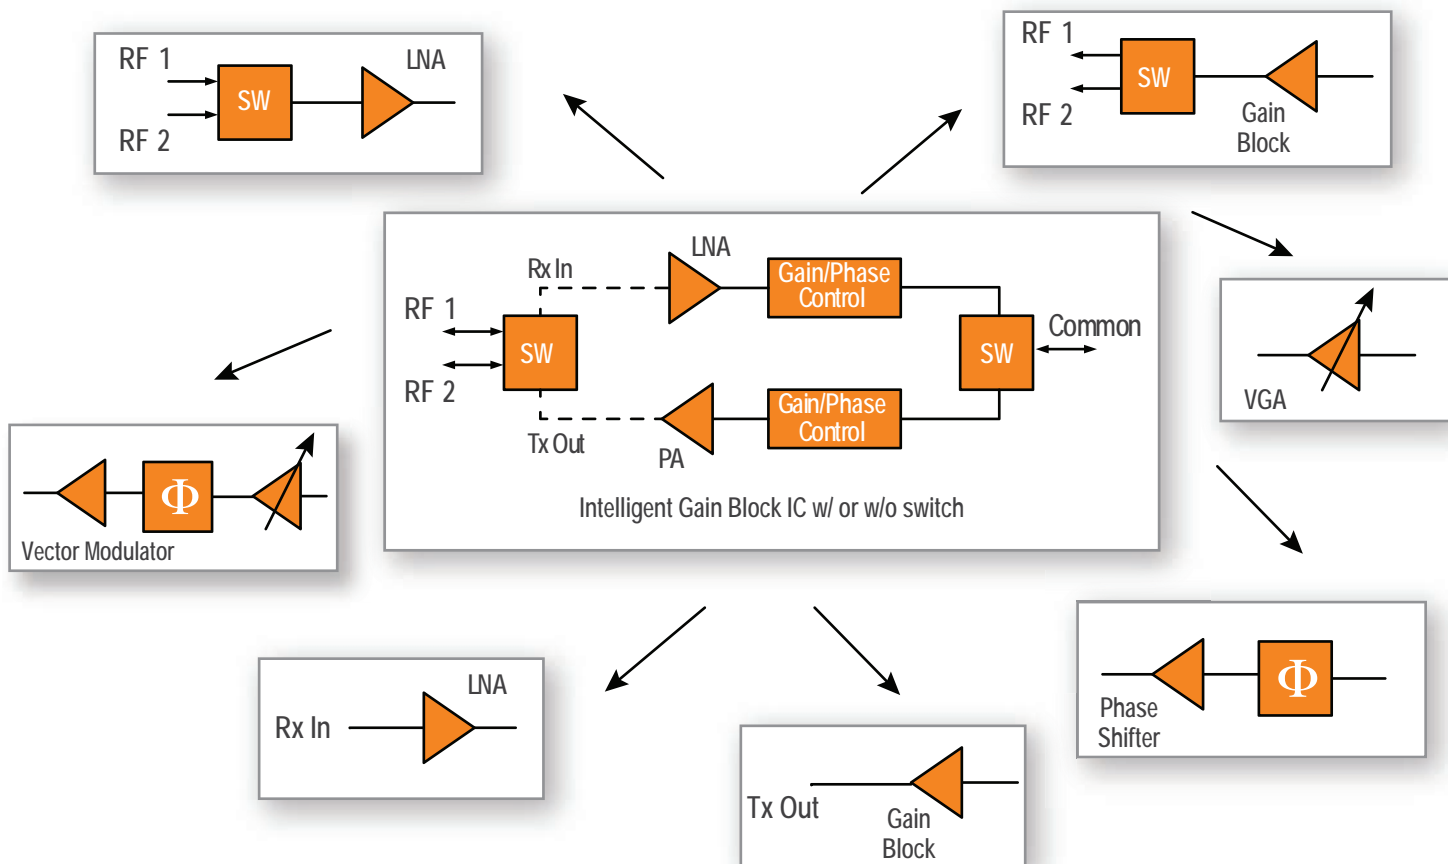 RF 1
LNA
SW
RF 2
RF 1
SW
RF 2
Gain
Block
LNA
Rx In
Gain/Phase
Control
RF 1
SW
RF 2
SW
Common
Gain/Phase
Control
Tx Out
PA
Intelligent Gain Block IC w/ or w/o switch
VGA
Φ
Vector Modulator
Φ
Phase
Shifter
LNA
Rx In
Tx Out
Gain
Block